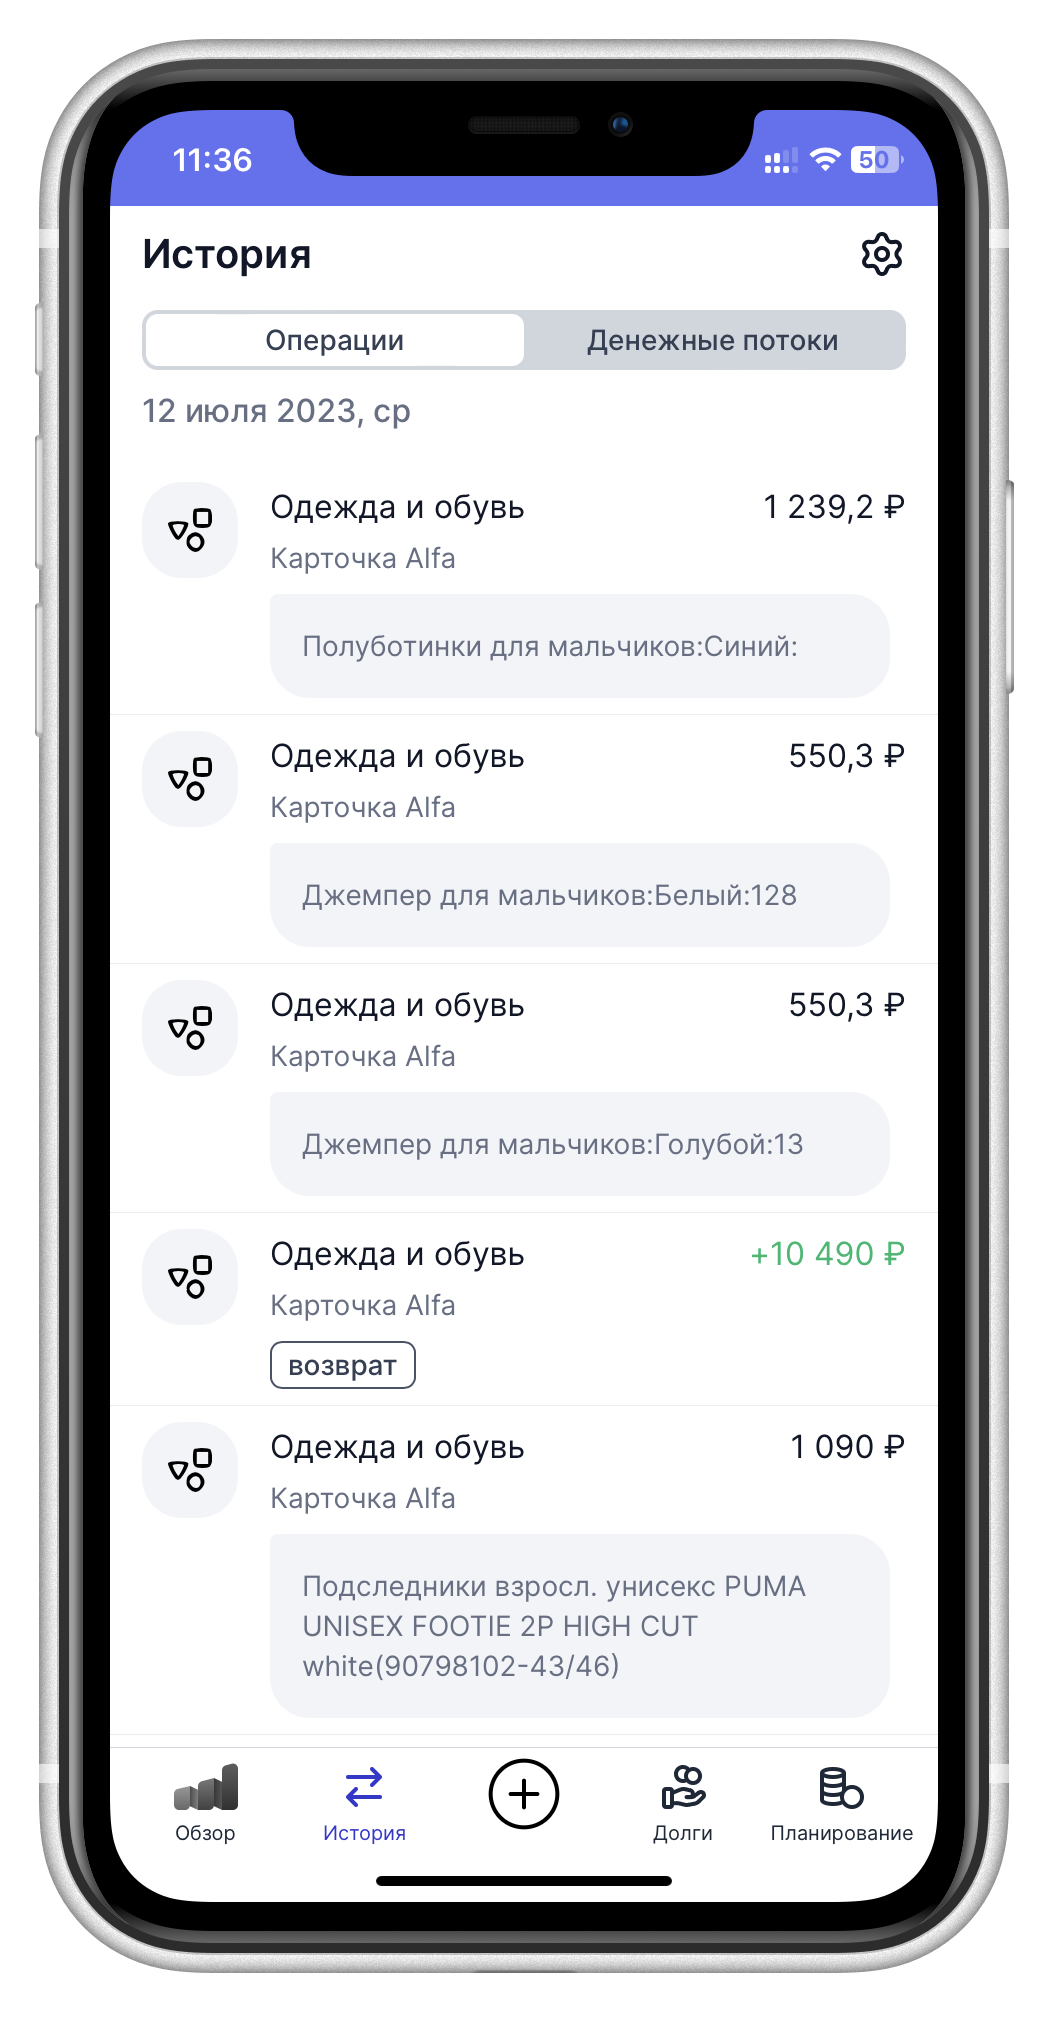 11:36
50
История
Операции
Денежные потоки
12 июля 2023, ср
Одежда и обувь
1 239,2 ₽
Карточка Alfa
Полуботинки для мальчиков:Синий:
Одежда и обувь
550,3 ₽
Карточка Alfa
Джемпер для мальчиков:Белый:128
Одежда и обувь
550,3 ₽
Карточка Alfa
Джемпер для мальчиков:Голубой:13
Одежда и обувь
+10 490 ₽
Карточка Alfa
возврат
Одежда и обувь
1 090 ₽
Карточка Alfa
Подследники взросл. унисекс PUMA
UNISEX FOOTIE 2P HIGH CUT
white(90798102-43/46)
Обзор
История
Долги
Планирование